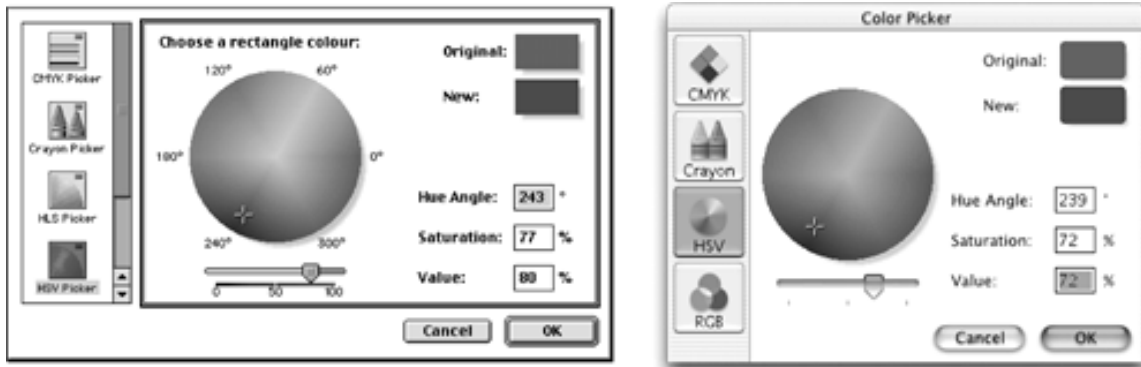 CMYK Picker
Crayon Picker
HLS Picker
HSV Picker
Choose a rectangle colour:
120°
60°
180°
0°
240°
300°
0
50
100
Original:
New:
Hue Angle: 243 °
Saturation: 77 %
Value: 80 %
Cancel
OK
Color Picker
CMYK
Crayon
HSV
RGB
Original:
New:
Hue Angle: 239 °
Saturation: 72 %
Value: 72 %
Cancel
OK